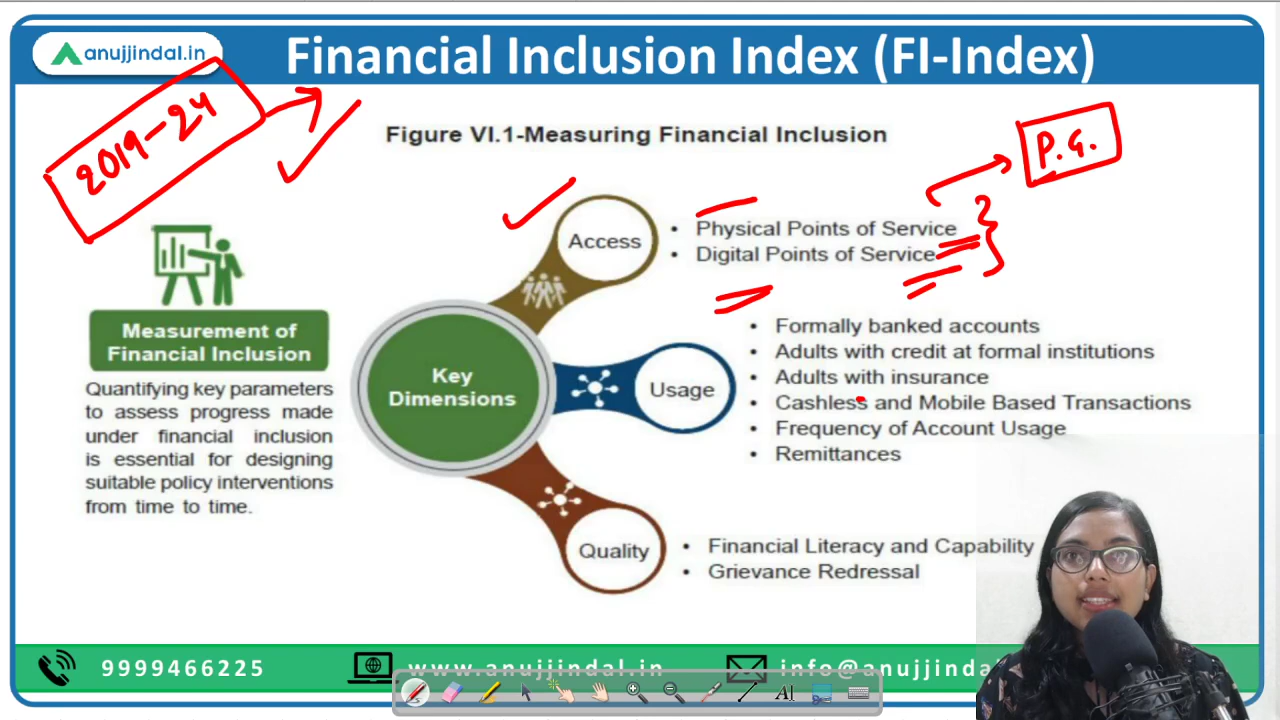 anujjindal.in
Financial Inclusion Index (FI-Index)
2019-24
Figure VI.1-Measuring Financial Inclusion
P.G.
Measurement of
Financial Inclusion
Quantifying key parameters
to assess progress made
under financial inclusion
is essential for designing
suitable policy interventions
from time to time.
Key
Dimensions
Access
• Physical Points of Service
• Digital Points of Service
Usage
• Formally banked accounts
• Adults with credit at formal institutions
• Adults with insurance
• Cashless and Mobile Based Transactions
• Frequency of Account Usage
• Remittances
Quality
• Financial Literacy and Capability
• Grievance Redressal
9999466225
www.anujjindal.in
info@anujjinda
A